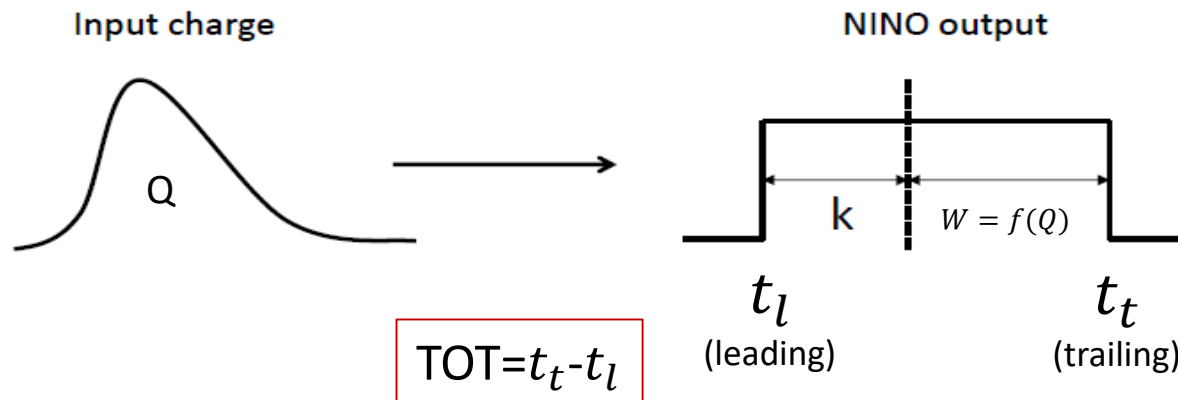 Input charge
NINO output
Q
k
W = f(Q)
t_l
(leading)
t_t
(trailing)
TOT=t_t-t_l